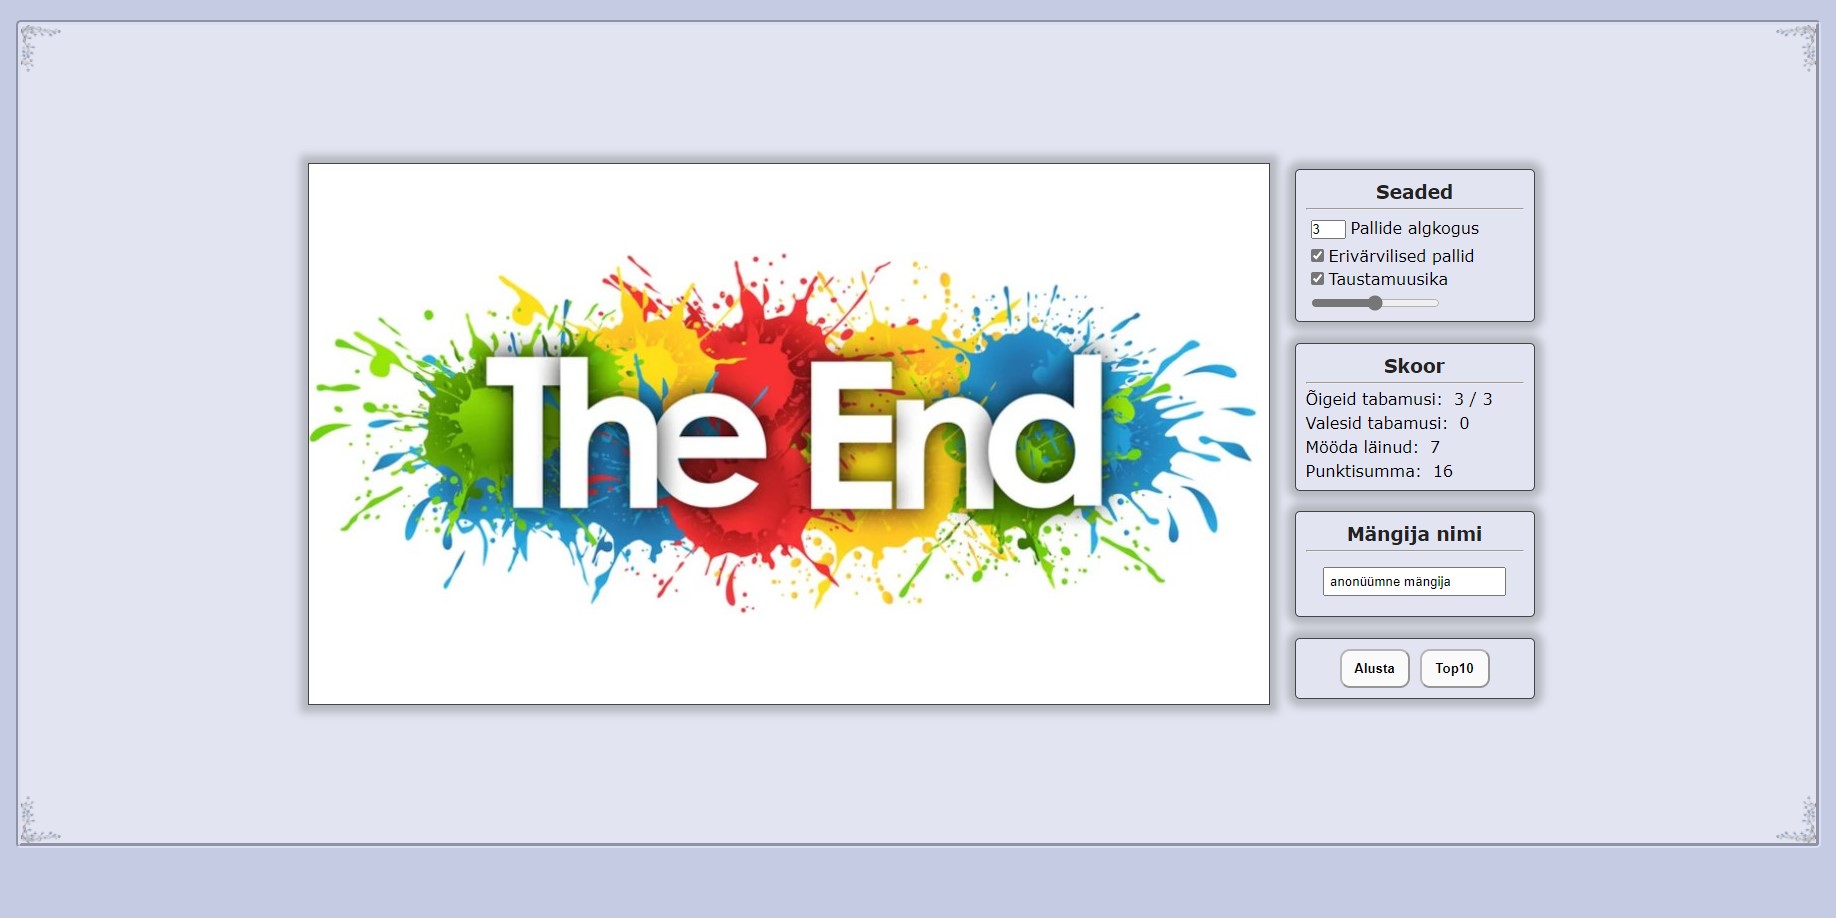 The End
Seaded
3 Pallide algkogus
Erivärvilised pallid
Taustamuusika
Skoor
Õigeid tabamusi: 3 / 3
Valesid tabamusi: 0
Mööda läinud: 7
Punktisumma: 16
Mängija nimi
anonüümne mängija
Alusta Top10